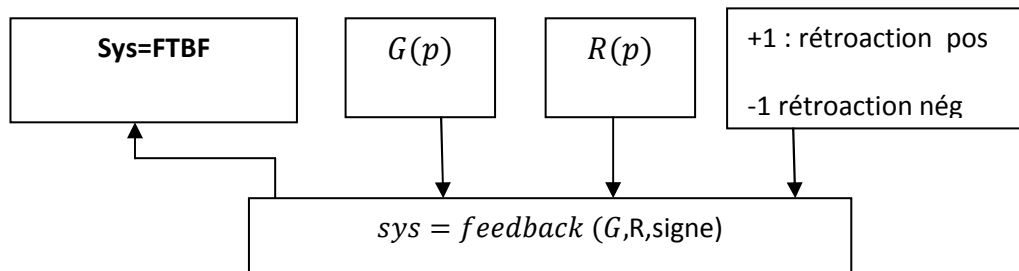 Sys=FTBF
G(p)
R(p)
+1 : rétroaction pos
-1 rétroaction nég
sys = feedback (G,R,signe)